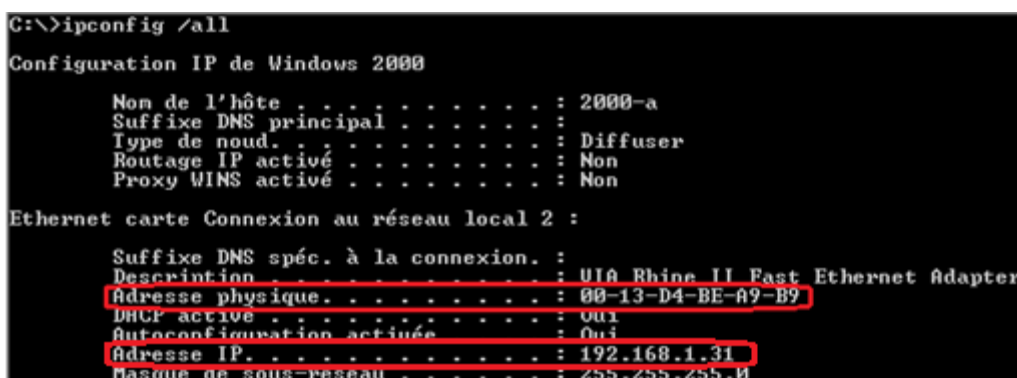 C:\>ipconfig /all
Configuration IP de Windows 2000
Nom de l'hôte . . . . . . . . . . : 2000-a
Suffixe DNS principal . . . . . . :
Type de noud. . . . . . . . . . . : Diffuser
Routage IP activé . . . . . . . . : Non
Proxy WINS activé . . . . . . . . : Non
Ethernet carte Connexion au réseau local 2 :
Suffixe DNS spéc. à la connexion. :
Description . . . . . . . . . . . : VIA Rhine II Fast Ethernet Adapter
Adresse physique. . . . . . . . . : 00-13-D4-BE-A9-B9
DHCP activé . . . . . . . . . . . : Oui
Autoconfiguration activée . . . . : Oui
Adresse IP. . . . . . . . . . . . : 192.168.1.31
Masque de sous-réseau . . . . . . : 255.255.255.0